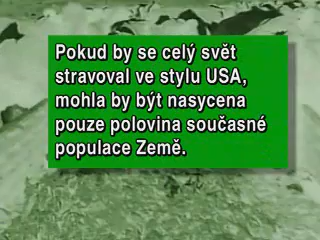 Pokud by se celý svět
stravoval ve stylu USA,
mohla by být nasycena
pouze polovina současné
populace Země.